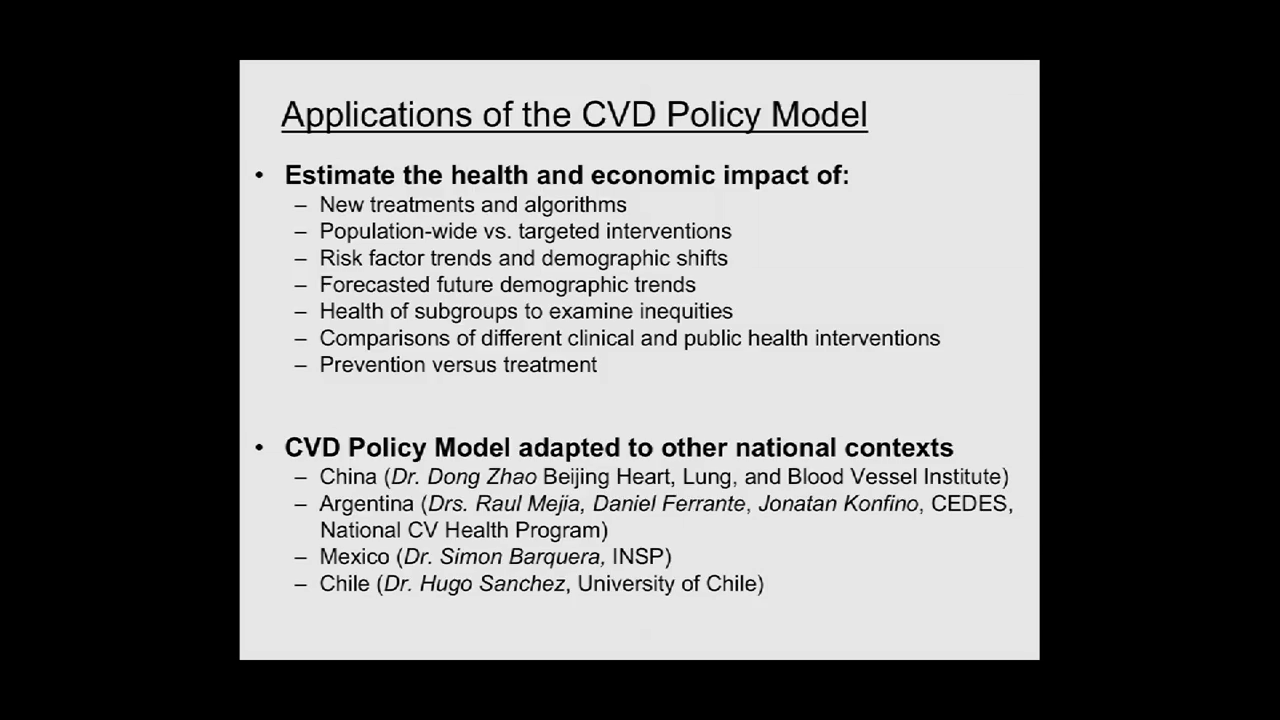 Applications of the CVD Policy Model
• Estimate the health and economic impact of:
– New treatments and algorithms
– Population-wide vs. targeted interventions
– Risk factor trends and demographic shifts
– Forecasted future demographic trends
– Health of subgroups to examine inequities
– Comparisons of different clinical and public health interventions
– Prevention versus treatment
• CVD Policy Model adapted to other national contexts
– China (Dr. Dong Zhao Beijing Heart, Lung, and Blood Vessel Institute)
– Argentina (Drs. Raul Mejia, Daniel Ferrante, Jonatan Konfino, CEDES,
National CV Health Program)
– Mexico (Dr. Simon Barquera, INSP)
– Chile (Dr. Hugo Sanchez, University of Chile)